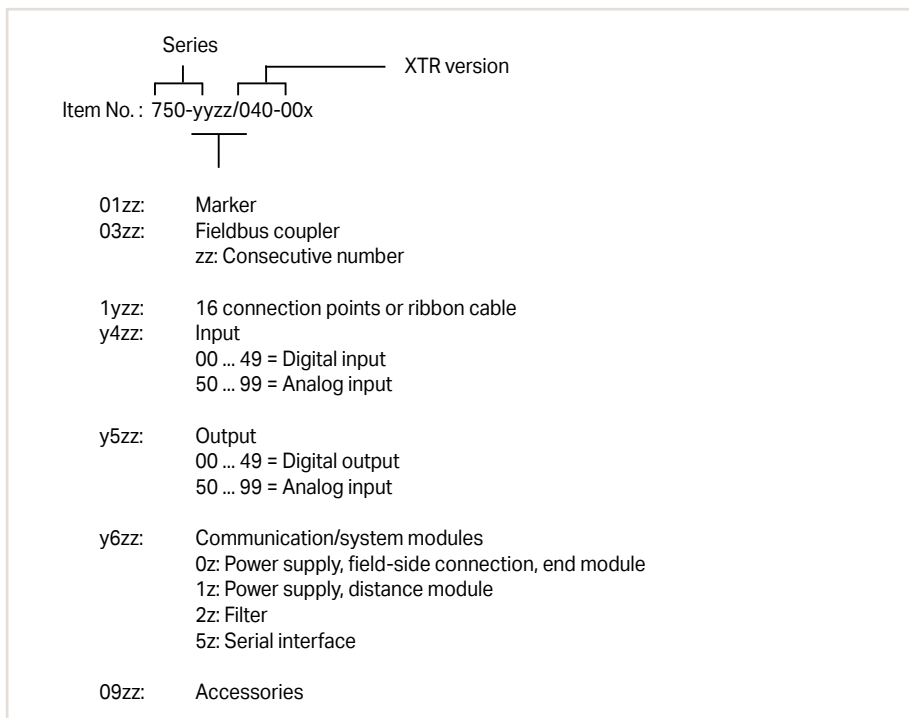 Series
XTR version
Item No. : 750-yyzz/040-00x
01zz: Marker
03zz: Fieldbus coupler
zz: Consecutive number
1yzz: 16 connection points or ribbon cable
y4zz: Input
00 ... 49 = Digital input
50 ... 99 = Analog input
y5zz: Output
00 ... 49 = Digital output
50 ... 99 = Analog input
y6zz: Communication/system modules
0z: Power supply, field-side connection, end module
1z: Power supply, distance module
2z: Filter
5z: Serial interface
09zz: Accessories